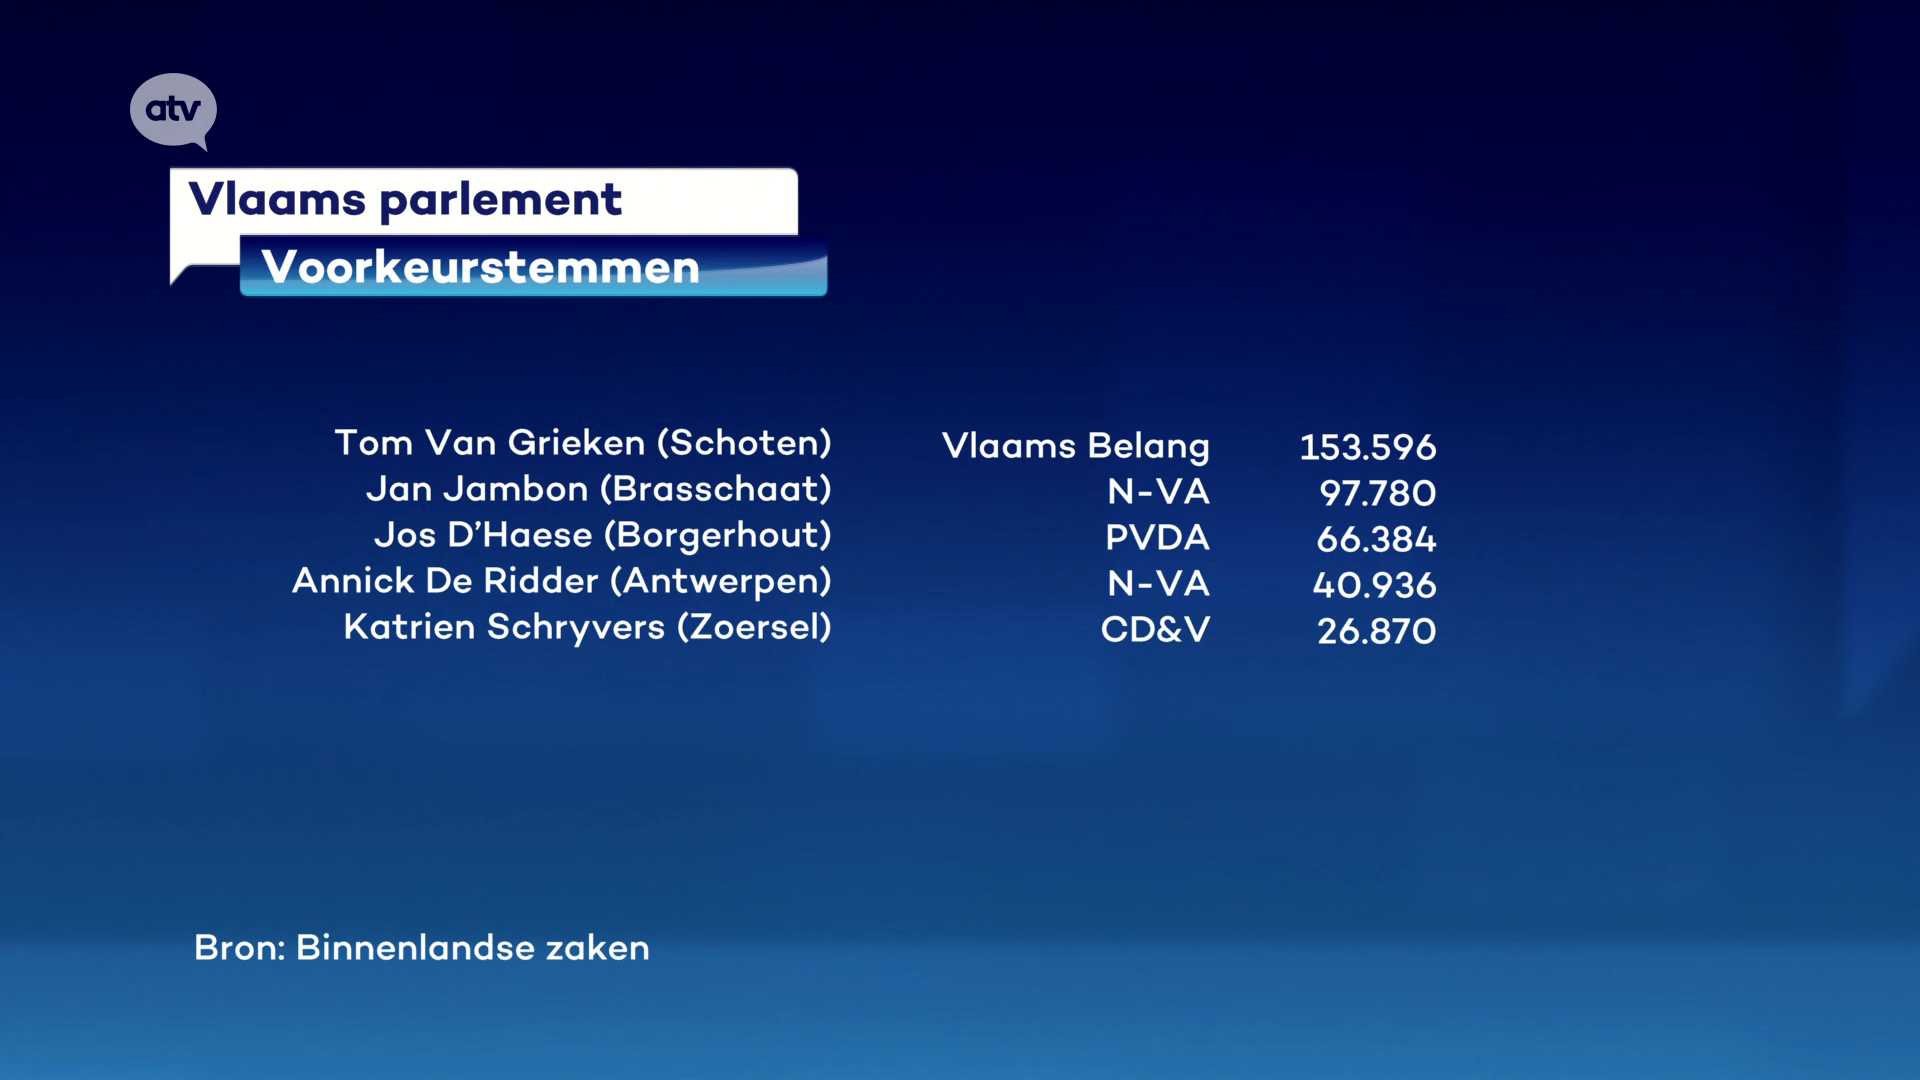 atv
Vlaams parlement
Voorkeurstemmen
Tom Van Grieken (Schoten) Vlaams Belang 153.596
Jan Jambon (Brasschaat) N-VA 97.780
Jos D’Haese (Borgerhout) PVDA 66.384
Annick De Ridder (Antwerpen) N-VA 40.936
Katrien Schryvers (Zoersel) CD&V 26.870
Bron: Binnenlandse zaken